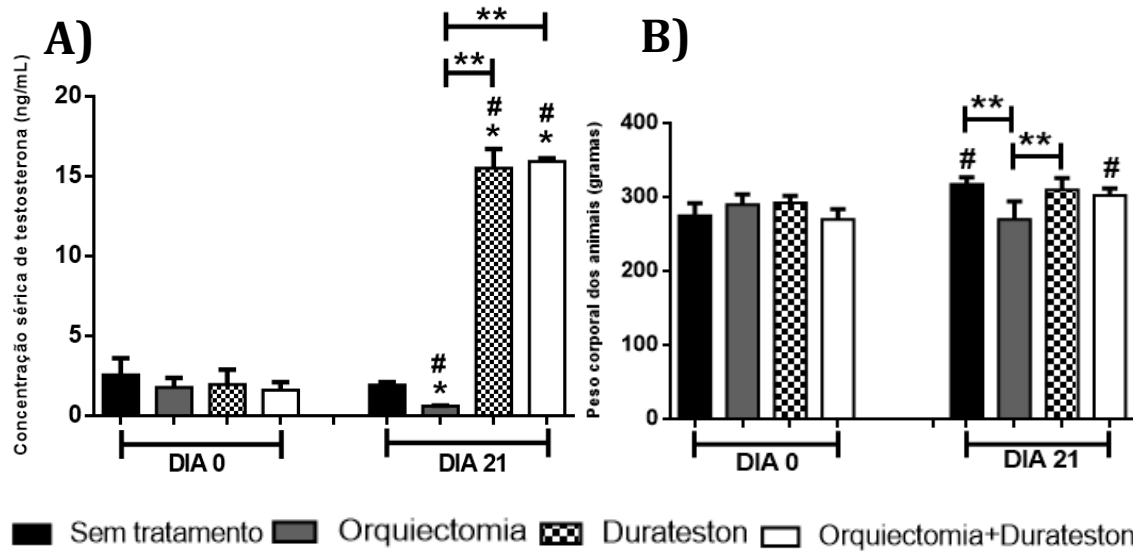 A)
Concentração sérica de testosterona (ng/mL)
20
15
10
5
0
**
**
#
*
#
*
#
*
DIA 0
DIA 21
B)
Peso corporal dos animais (gramas)
400
300
200
100
0
**
**
#
#
DIA 0
DIA 21
Sem tratamento Orquiectomia Durateston Orquiectomia+Durateston